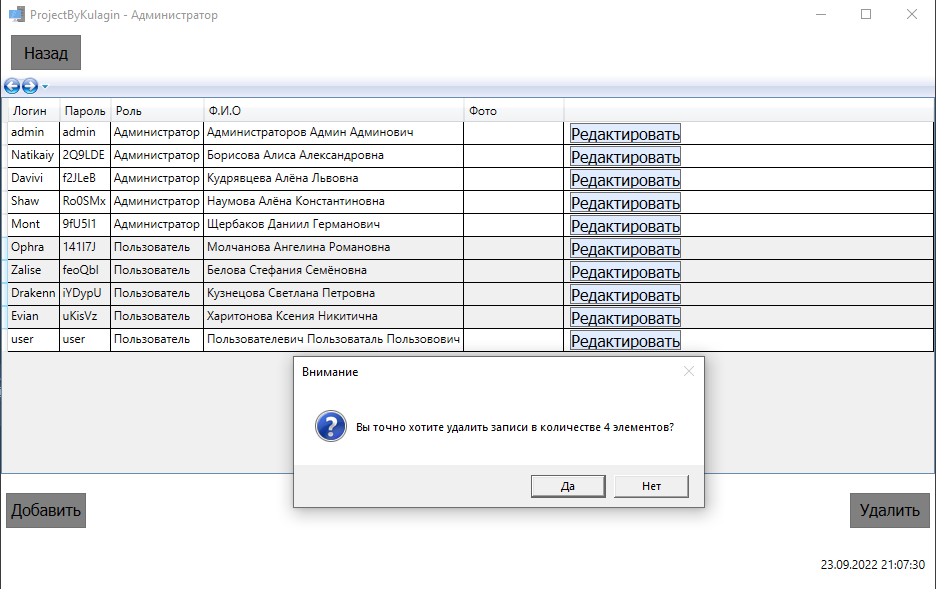 ProjectByKulagin - Администратор
Назад
Логин Пароль Роль Ф.И.О Фото
admin admin Администратор Администраторов Админ Админович Редактировать
Natikaiy 2Q9LDE Администратор Борисова Алиса Александровна Редактировать
Davivi f2JLeB Администратор Кудрявцева Алёна Львовна Редактировать
Shaw Ro0SMx Администратор Наумова Алёна Константиновна Редактировать
Mont 9fU5I1 Администратор Щербаков Даниил Германович Редактировать
Ophra 141I7J Пользователь Молчанова Ангелина Романовна Редактировать
Zalise feoQbI Пользователь Белова Стефания Семёновна Редактировать
Drakenn iYDypU Пользователь Кузнецова Светлана Петровна Редактировать
Evian uKisVz Пользователь Харитонова Ксения Никитична Редактировать
user user Пользователь Пользователевич Пользоваталь Пользовович Редактировать
Внимание
Вы точно хотите удалить записи в количестве 4 элементов?
Да Нет
Добавить Удалить
23.09.2022 21:07:30